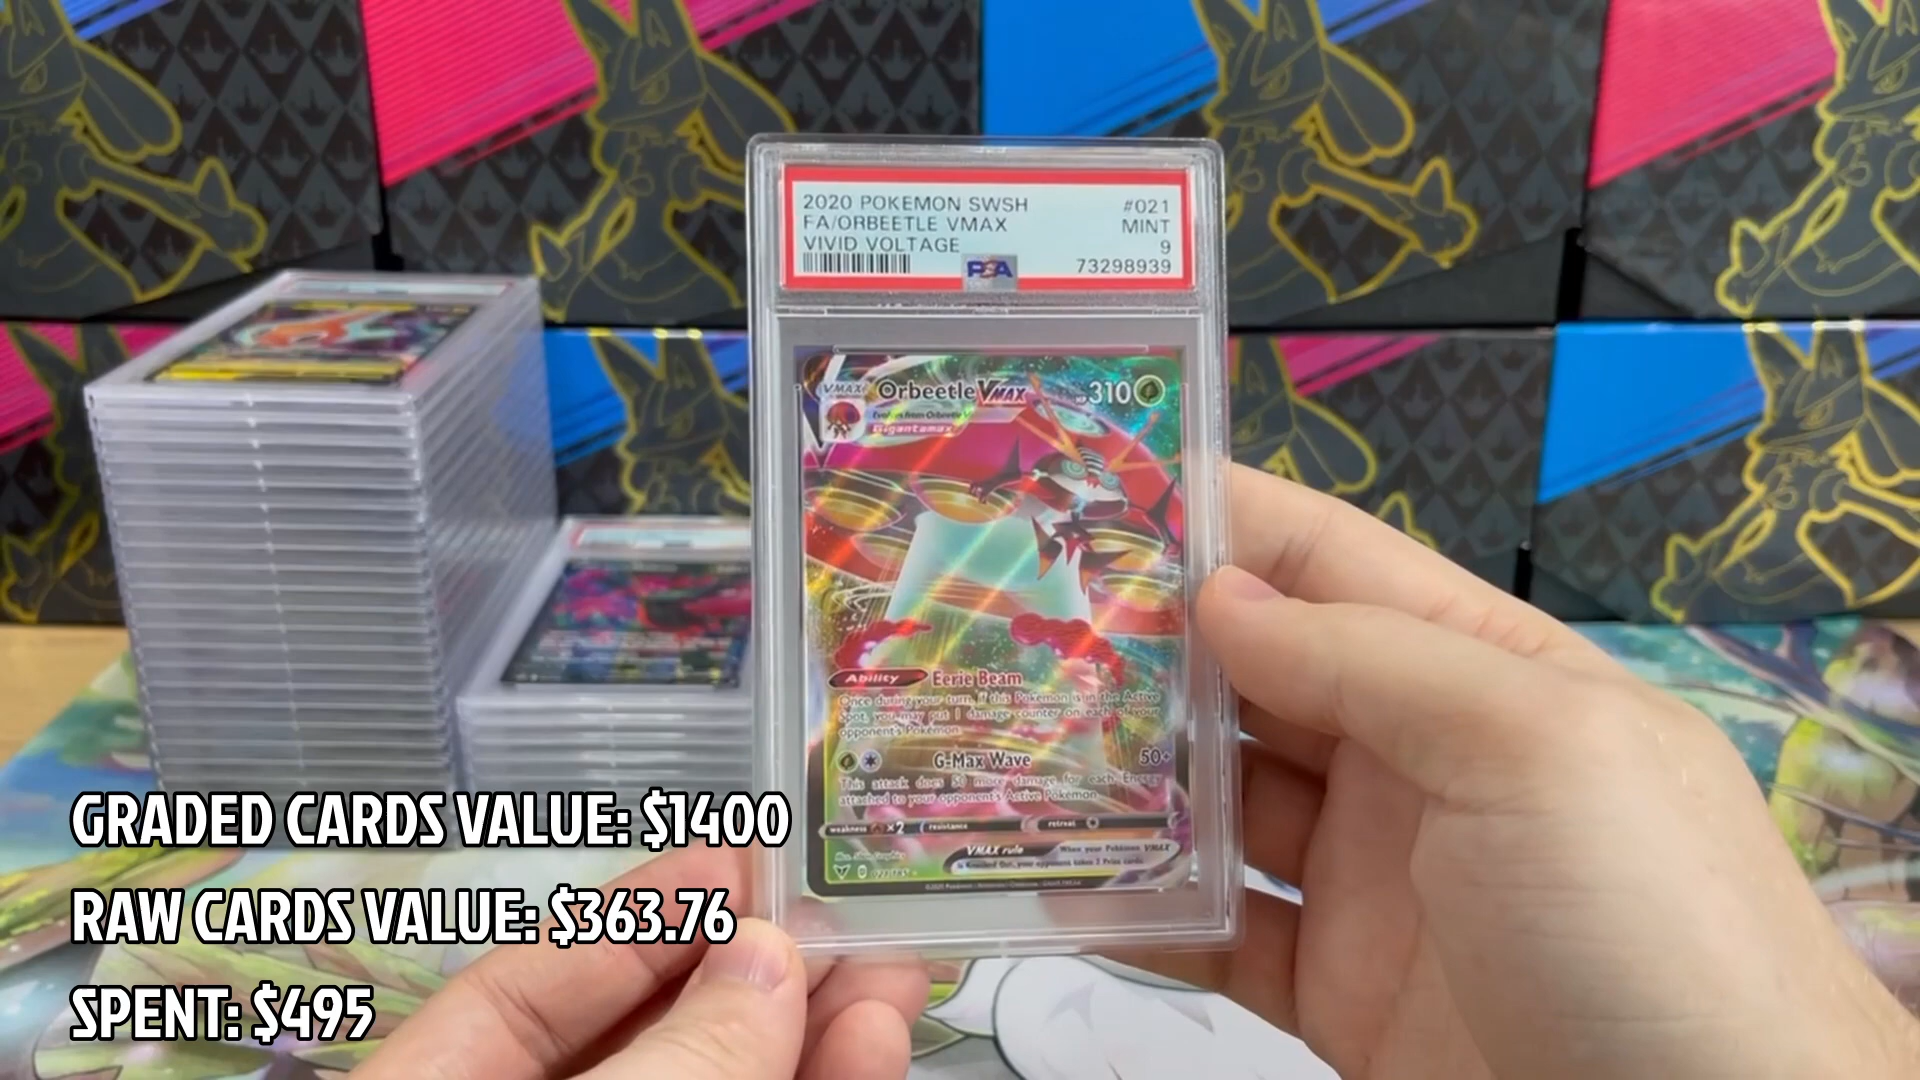 2020 POKEMON SWSH #021
FA/ORBEETLE VMAX MINT
VIVID VOLTAGE 9
PSA 73298939
VMAX Orbeetle VMAX 310
Evolves from Orbeetle V
Gigantamax
Ability Eerie Beam
Once during your turn, if this Pokémon is in the Active
Spot, you may put 1 damage counter on each of your
opponent's Pokémon.
G-Max Wave 50+
This attack does 50 more damage for each Energy
attached to your opponent's Active Pokémon.
weakness ×2 resistance retreat
VMAX rule When your Pokémon VMAX
is Knocked Out, your opponent takes 3 Prize cards.
GRADED CARDS VALUE: $1400
RAW CARDS VALUE: $363.76
SPENT: $495